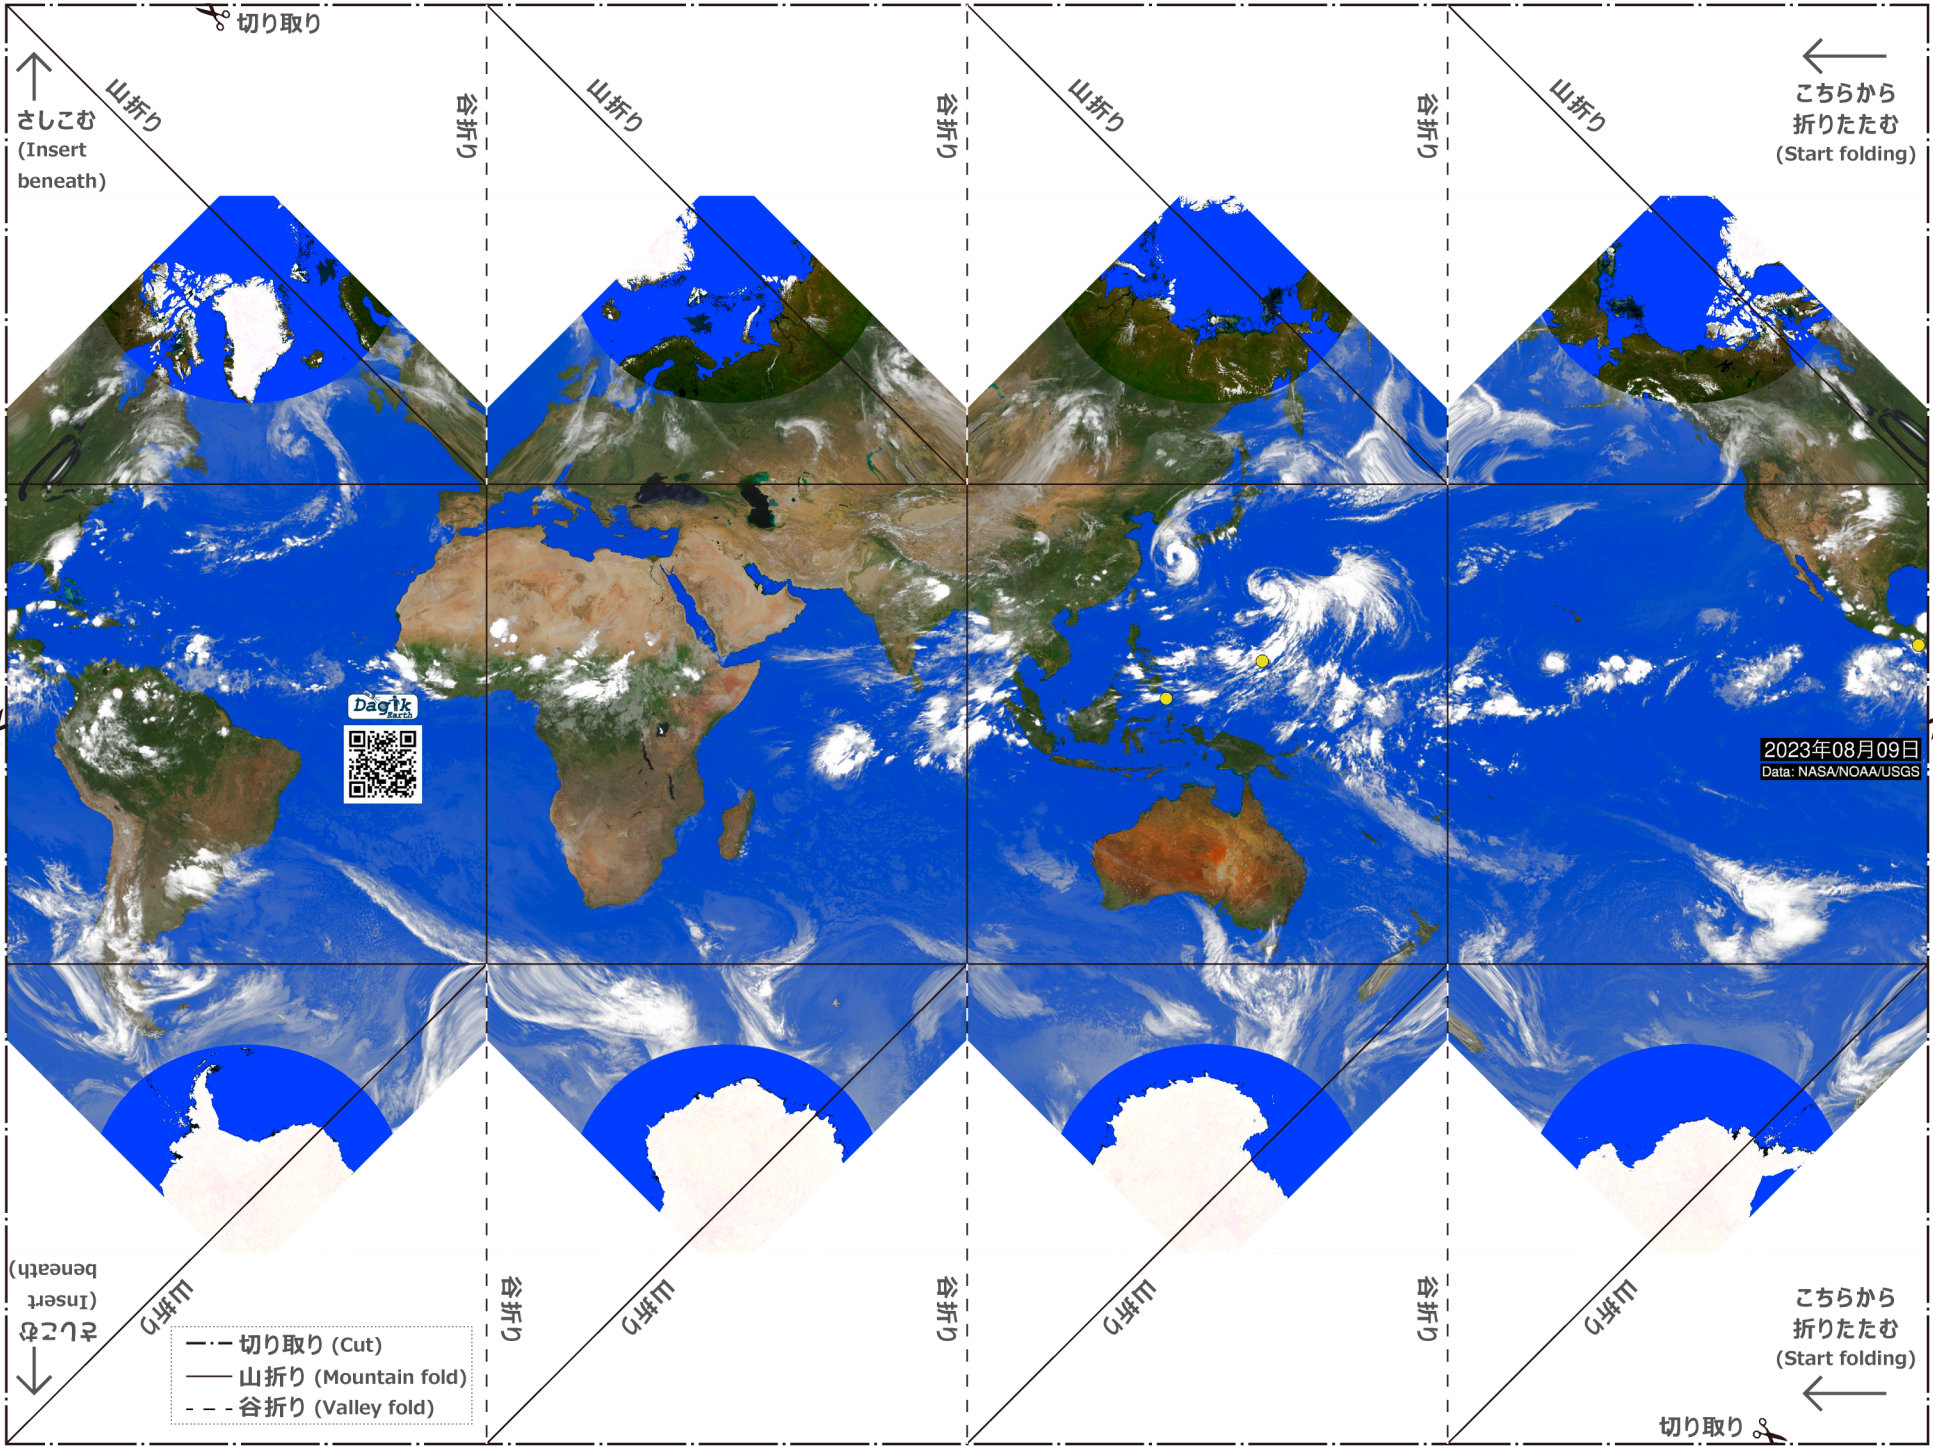 切り取り
山折り
谷折り
山折り
谷折り
山折り
谷折り
山折り
さしこむ
(Insert
beneath)
こちらから
折りたたむ
(Start folding)
Dagik
Earth
2023年08月09日
Data: NASA/NOAA/USGS
さしこむ
(Insert
beneath)
山折り
谷折り
山折り
谷折り
山折り
谷折り
山折り
こちらから
折りたたむ
(Start folding)
切り取り (Cut)
山折り (Mountain fold)
谷折り (Valley fold)
切り取り